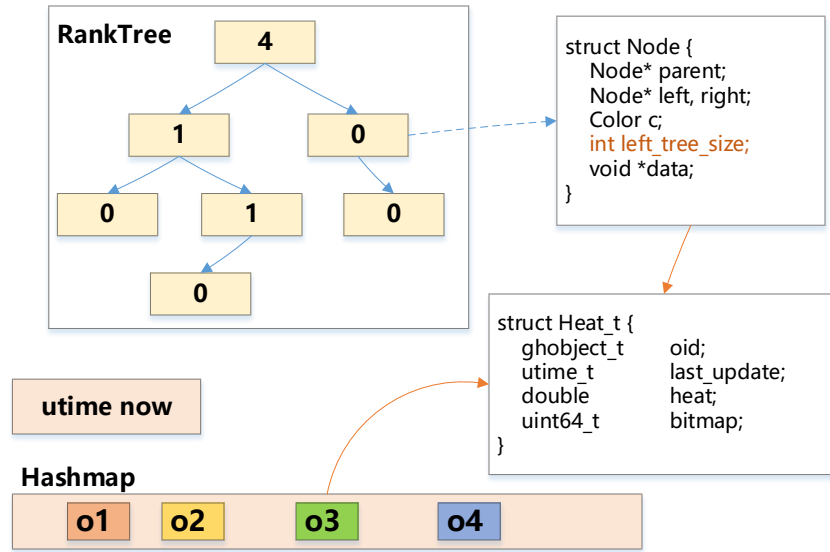 RankTree
4
1
0
0
1
0
0
struct Node {
Node* parent;
Node* left, right;
Color c;
int left_tree_size;
void *data;
}
struct Heat_t {
ghobject_t oid;
utime_t last_update;
double heat;
uint64_t bitmap;
}
utime now
Hashmap
o1 o2 o3 o4